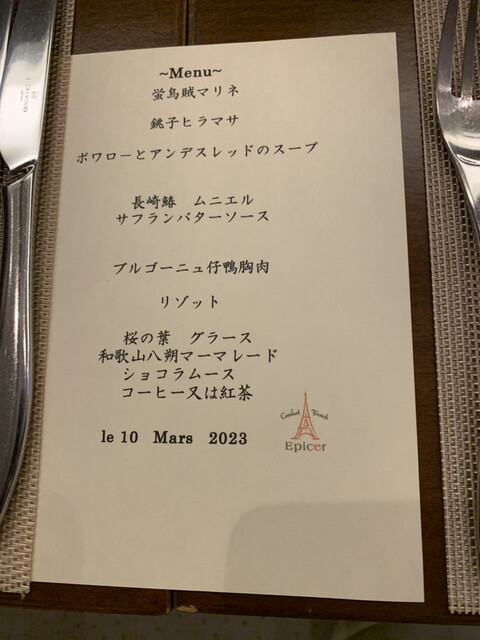 ~Menu~
蛍烏賊マリネ
銚子ヒラマサ
ポワローとアンデスレッドのスープ
長崎鰆　ムニエル
サフランバターソース
ブルゴーニュ仔鴨胸肉
リゾット
桜の葉　グラース
和歌山八朔マーマレード
ショコラムース
コーヒー又は紅茶
le 10 Mars 2023
Epicer